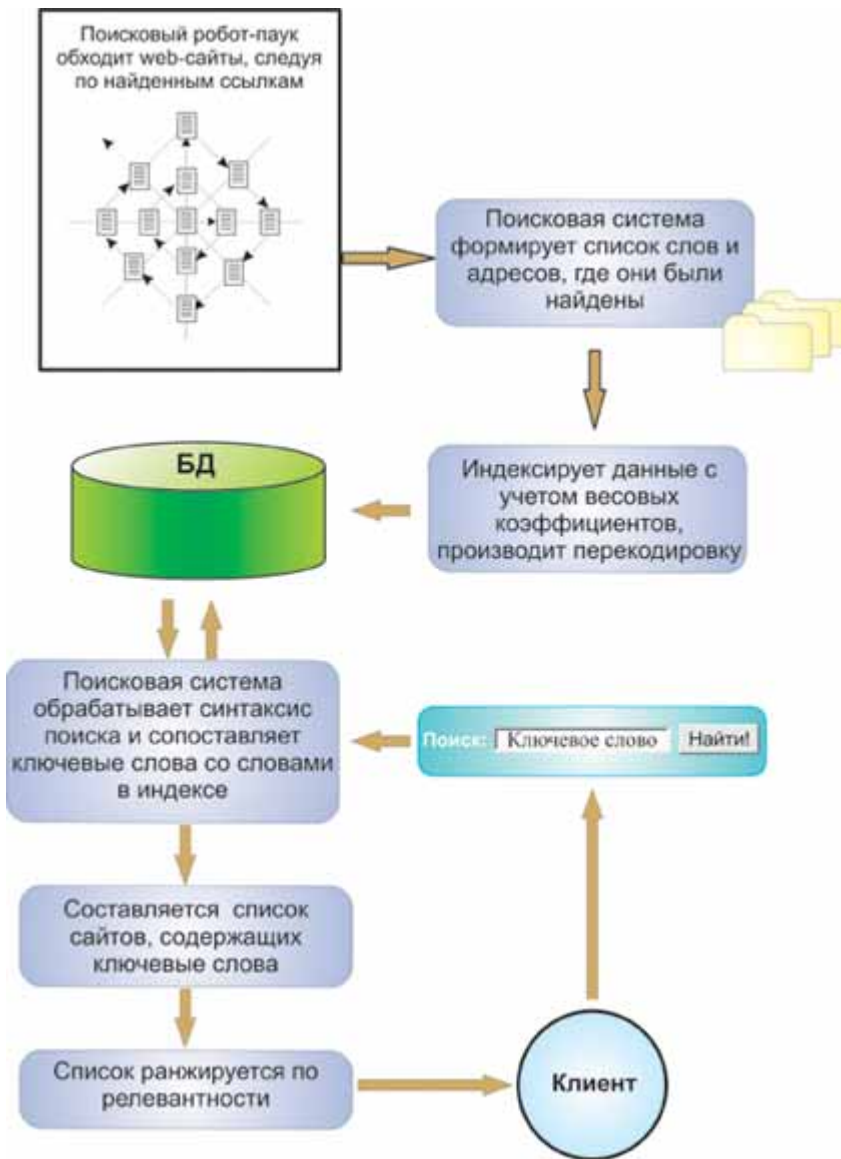 Поисковый робот-паук
обходит web-сайты, следуя
по найденным ссылкам
Поисковая система
формирует список слов и
адресов, где они были
найдены
Индексирует данные с
учетом весовых
коэффициентов,
производит перекодировку
БД
Поисковая система
обрабатывает синтаксис
поиска и сопоставляет
ключевые слова со словами
в индексе
Поиск: Ключевое слово Найти!
Составляется список
сайтов, содержащих
ключевые слова
Список ранжируется по
релевантности
Клиент